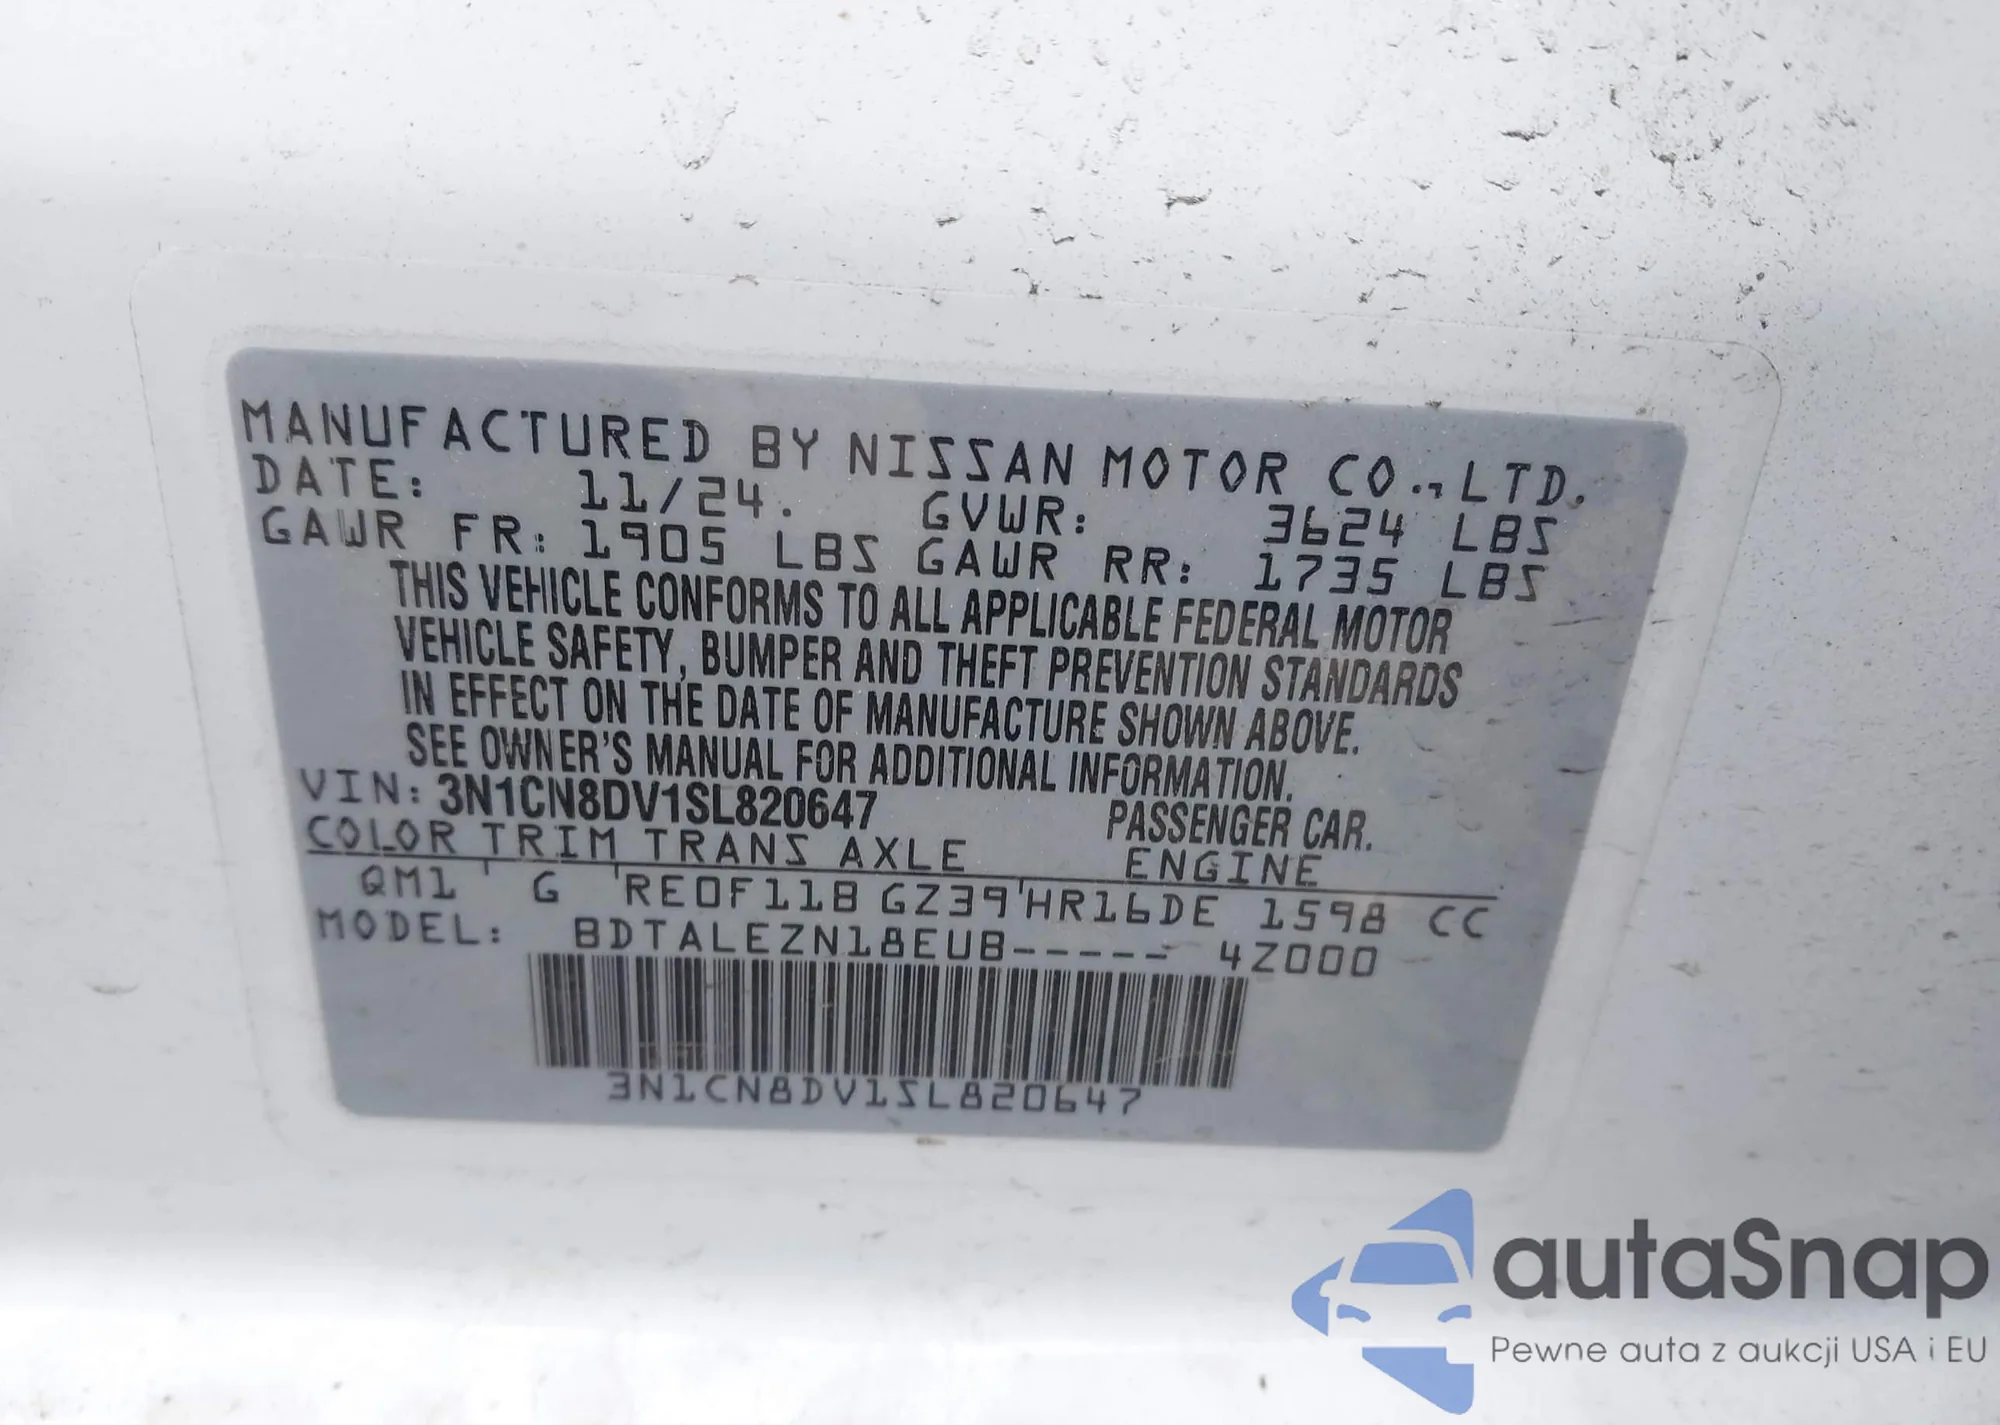 MANUFACTURED BY NISSAN MOTOR CO., LTD.
DATE: 11/24. GVWR: 3624 LBS
GAWR FR: 1905 LBS GAWR RR: 1735 LBS
THIS VEHICLE CONFORMS TO ALL APPLICABLE FEDERAL MOTOR
VEHICLE SAFETY, BUMPER AND THEFT PREVENTION STANDARDS
IN EFFECT ON THE DATE OF MANUFACTURE SHOWN ABOVE.
SEE OWNER'S MANUAL FOR ADDITIONAL INFORMATION.
VIN: 3N1CN8DV1SL820647 PASSENGER CAR.
COLOR TRIM TRANS AXLE ENGINE
QM1 ' G ' RE0F11B GZ39 ' HR16DE 1598 CC
MODEL: BDTALEZN18EUB----- 4Z000
3N1CN8DV1SL820647
autaSnap
Pewne auta z aukcji USA i EU